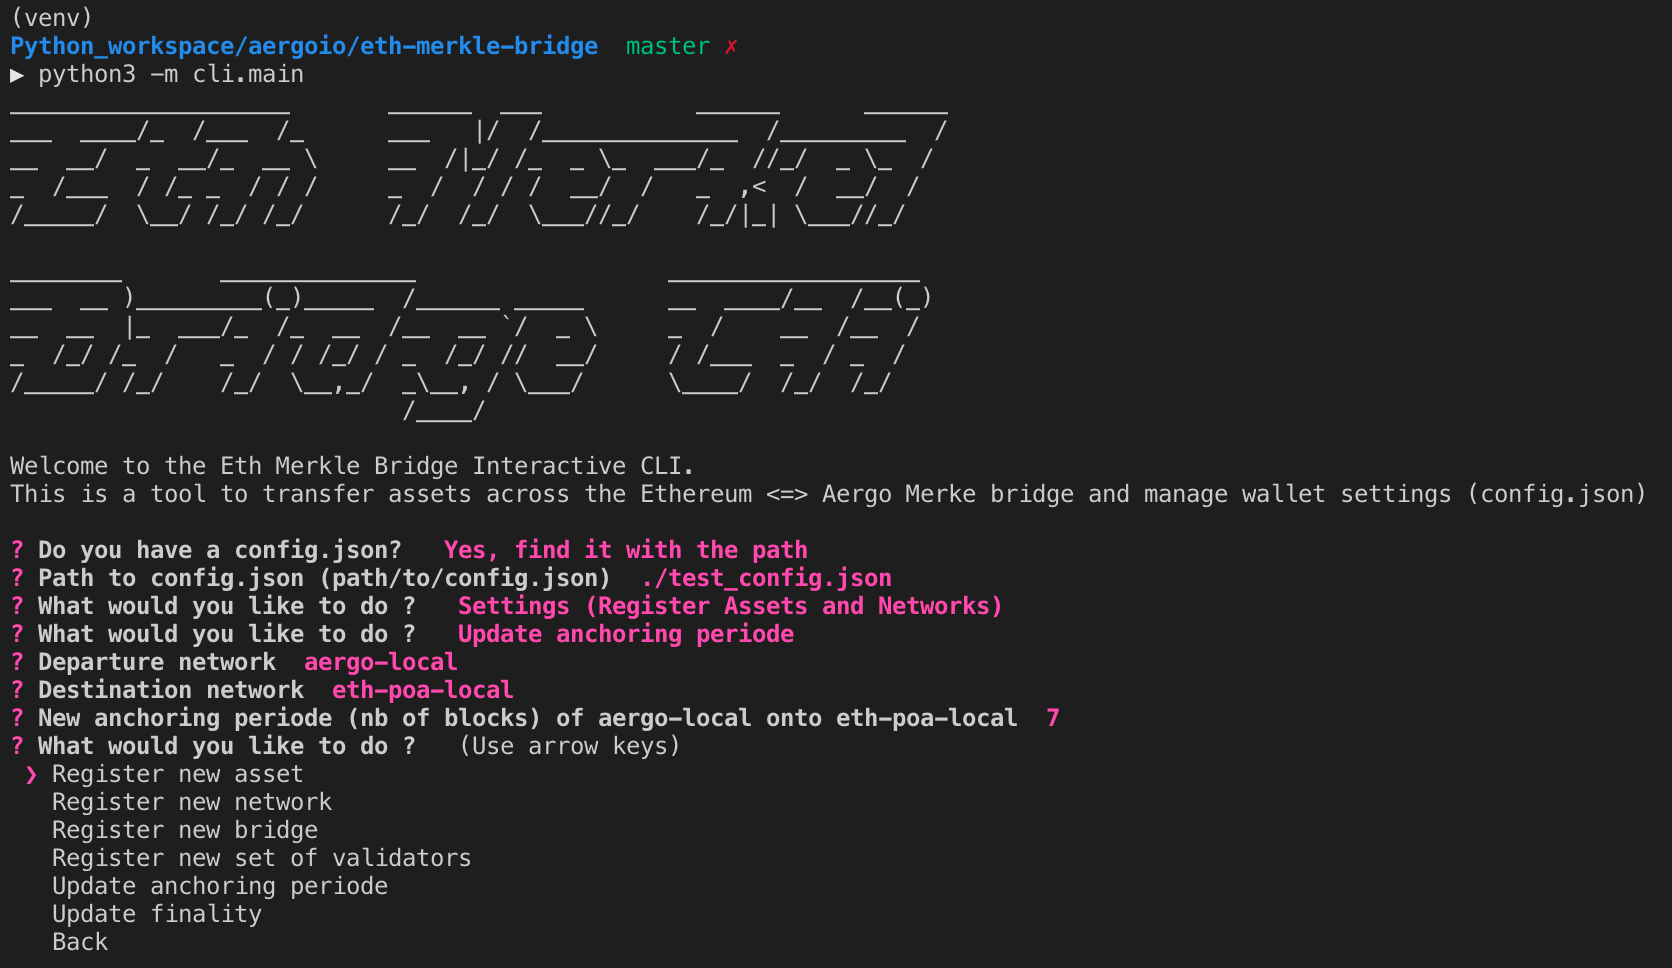 (venv)
Python_workspace/aergoio/eth-merkle-bridge  master ✗
▶ python3 -m cli.main
Eth Merkel
Bridge Cli
Welcome to the Eth Merkle Bridge Interactive CLI.
This is a tool to transfer assets across the Ethereum <=> Aergo Merke bridge and manage wallet settings (config.json)
? Do you have a config.json?   Yes, find it with the path
? Path to config.json (path/to/config.json)  ./test_config.json
? What would you like to do ?   Settings (Register Assets and Networks)
? What would you like to do ?   Update anchoring periode
? Departure network  aergo-local
? Destination network  eth-poa-local
? New anchoring periode (nb of blocks) of aergo-local onto eth-poa-local  7
? What would you like to do ?   (Use arrow keys)
❯ Register new asset
Register new network
Register new bridge
Register new set of validators
Update anchoring periode
Update finality
Back